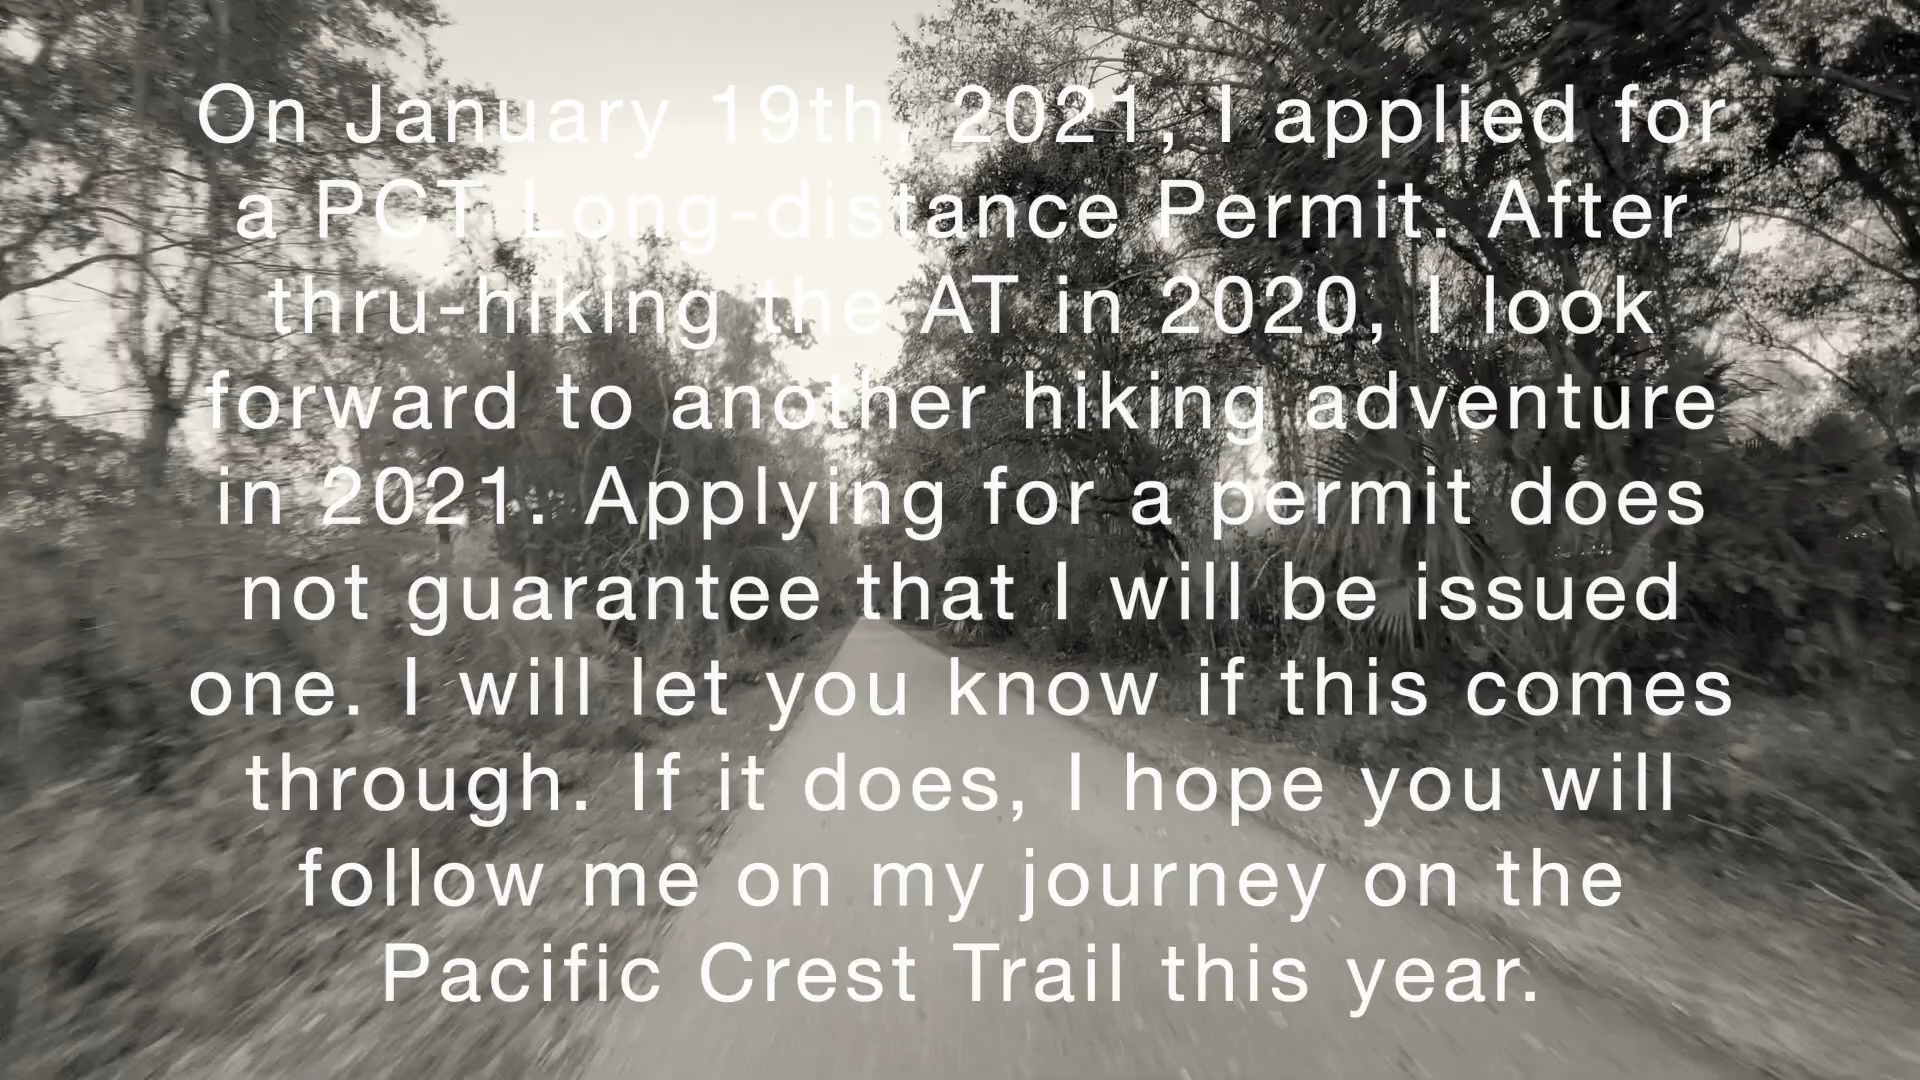 On January 19th, 2021, I applied for
a PCT Long-distance Permit. After
thru-hiking the AT in 2020, I look
forward to another hiking adventure
in 2021. Applying for a permit does
not guarantee that I will be issued
one. I will let you know if this comes
through. If it does, I hope you will
follow me on my journey on the
Pacific Crest Trail this year.